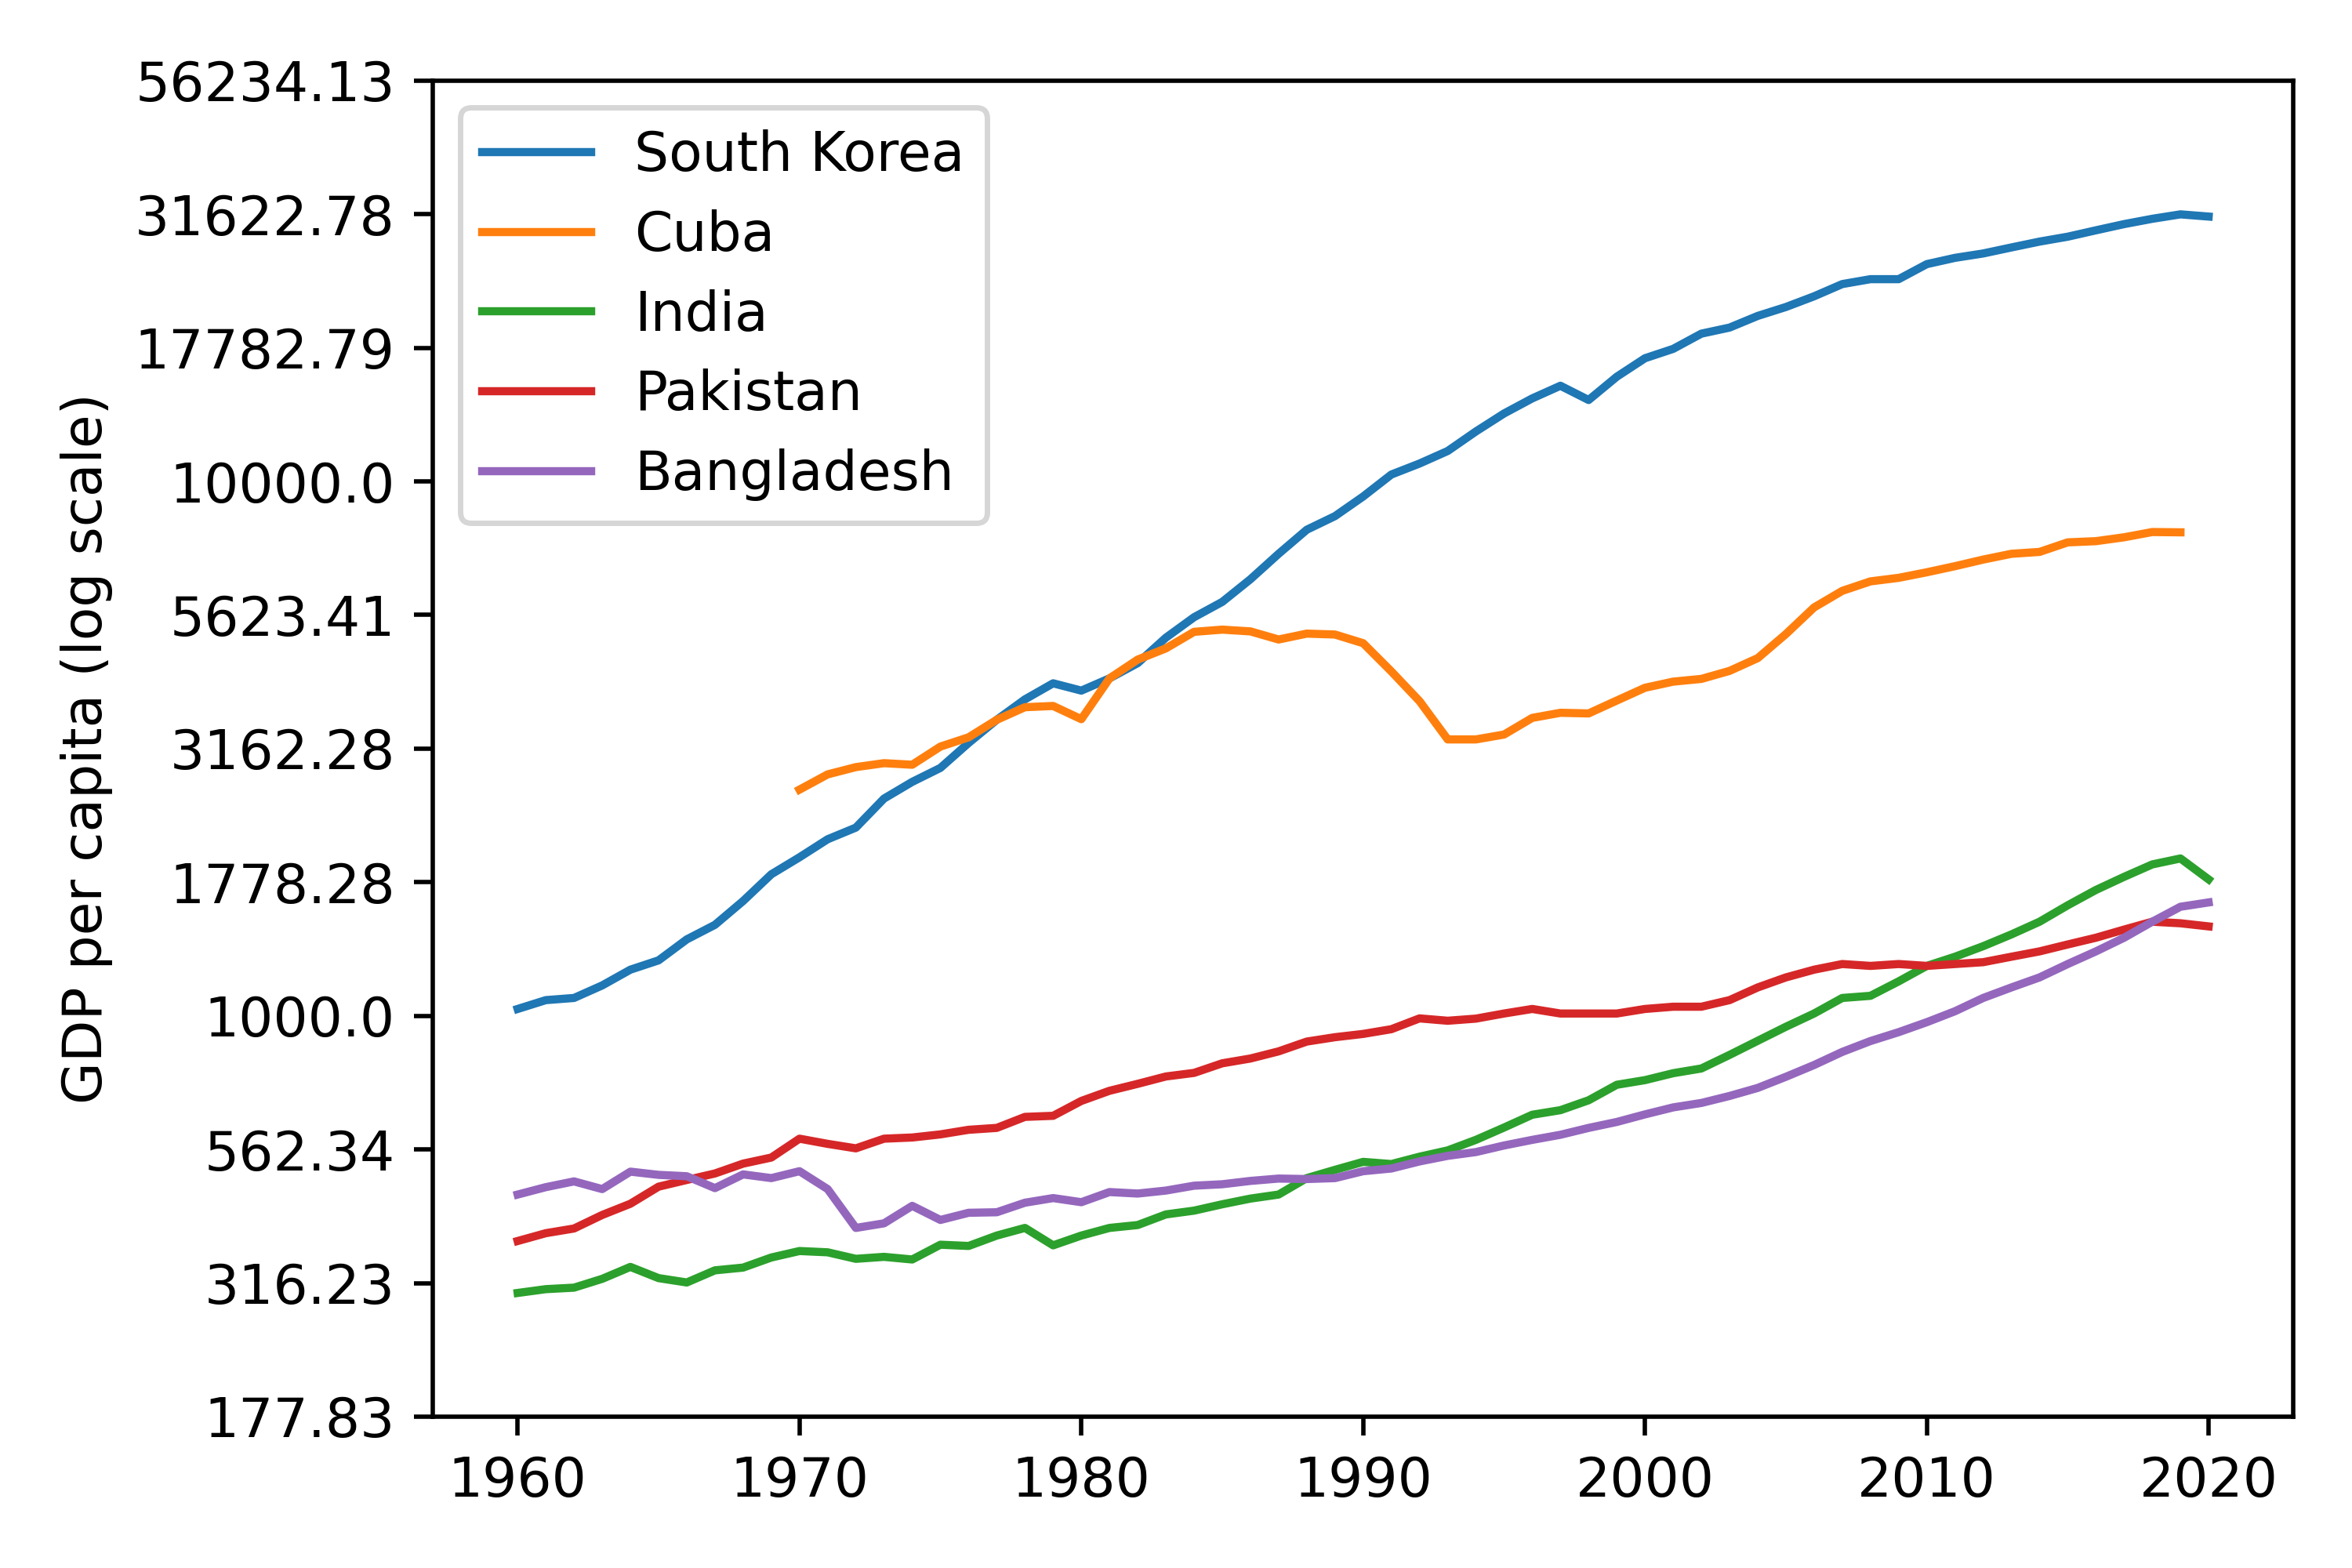 56234.13
31622.78
17782.79
10000.0
5623.41
3162.28
1778.28
1000.0
562.34
316.23
177.83
GDP per capita (log scale)
South Korea
Cuba
India
Pakistan
Bangladesh
1960 1970 1980 1990 2000 2010 2020